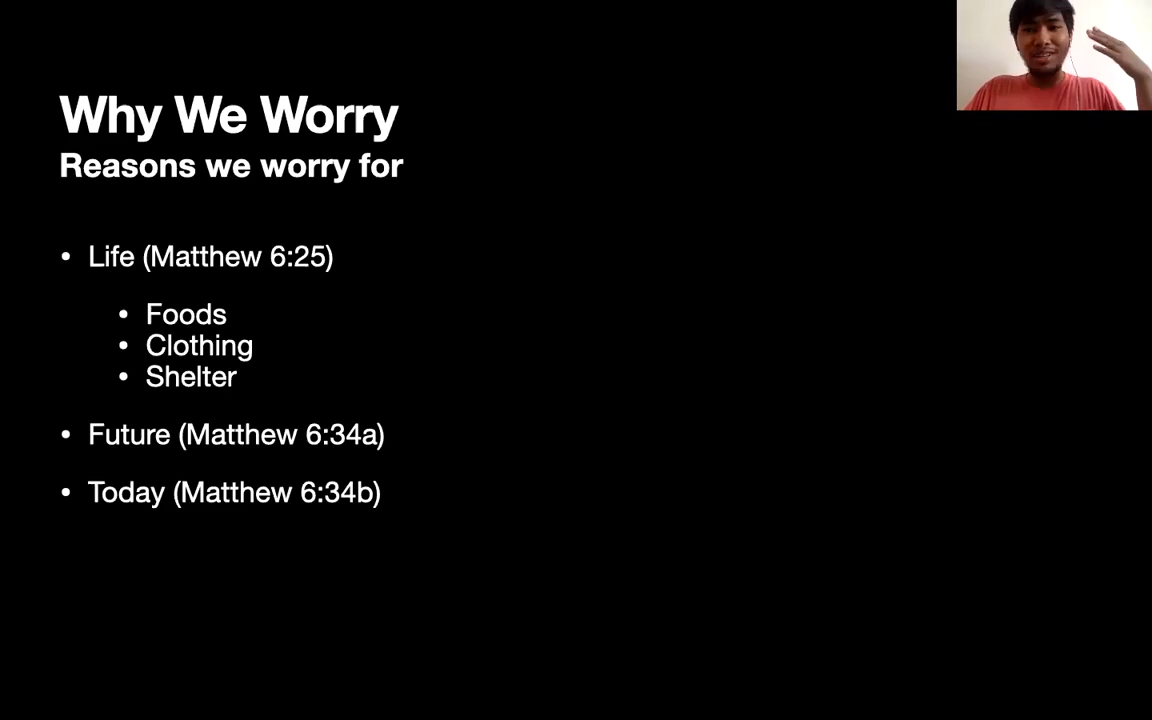 Why We Worry
Reasons we worry for
• Life (Matthew 6:25)
• Foods
• Clothing
• Shelter
• Future (Matthew 6:34a)
• Today (Matthew 6:34b)